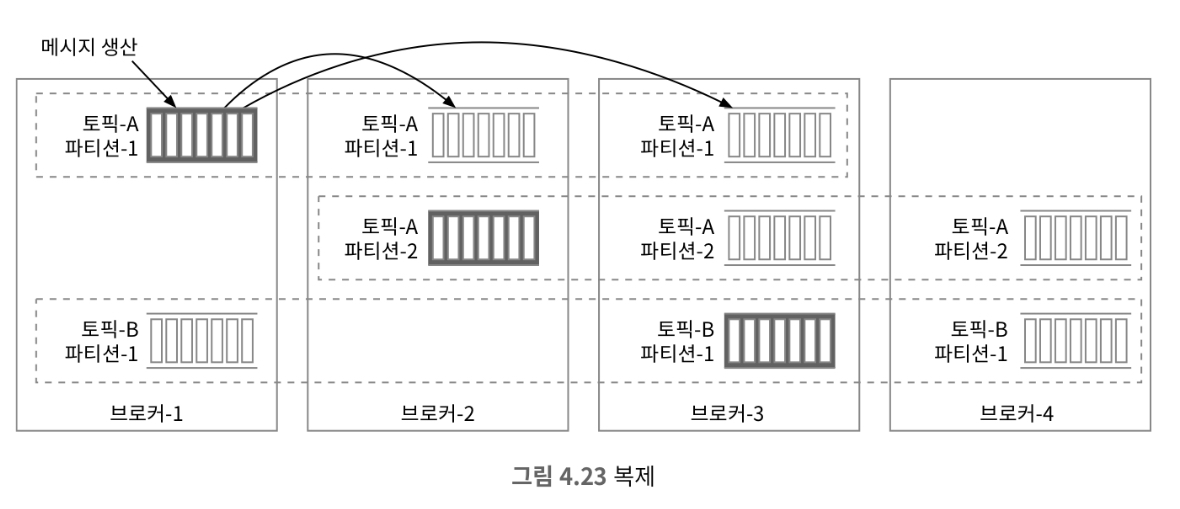 메시지 생산
토픽-A
파티션-1
토픽-A
파티션-1
토픽-A
파티션-1
토픽-A
파티션-2
토픽-A
파티션-2
토픽-A
파티션-2
토픽-B
파티션-1
토픽-B
파티션-1
토픽-B
파티션-1
브로커-1
브로커-2
브로커-3
브로커-4
그림 4.23 복제